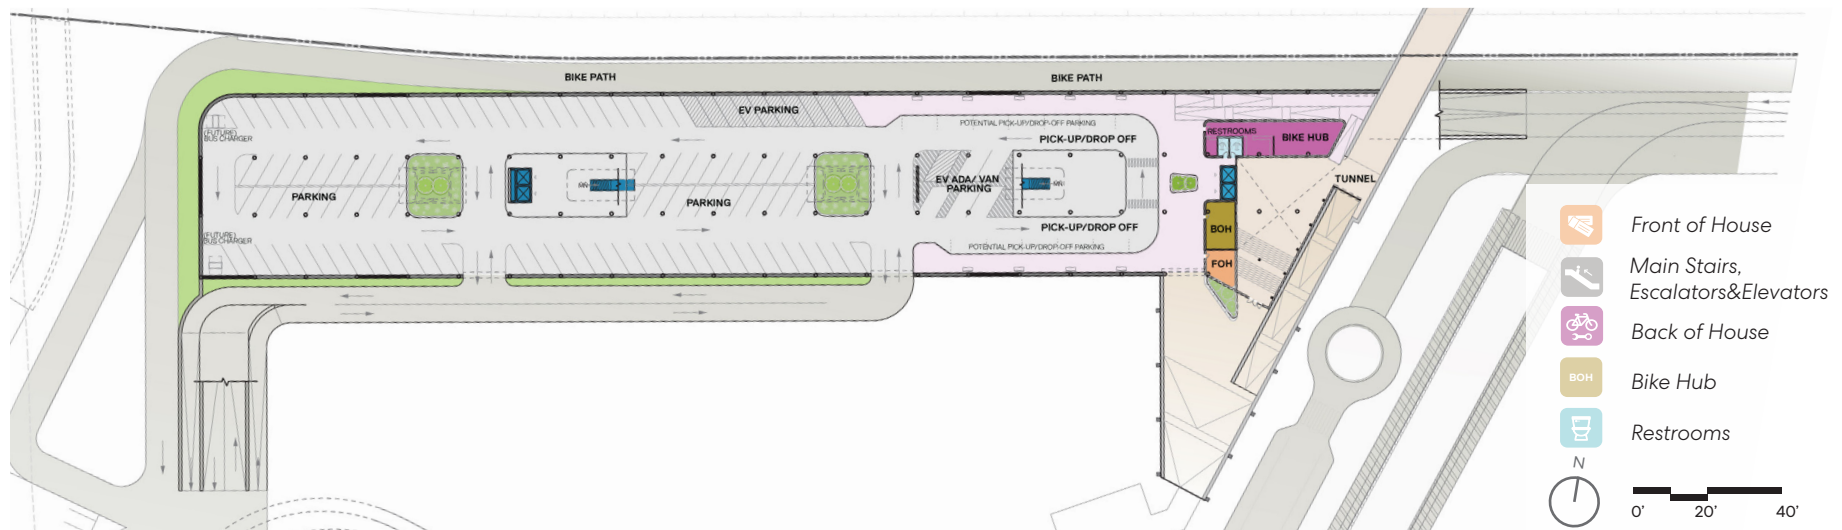 BIKE PATH
BIKE PATH
EV PARKING
(FUTURE)
BUS CHARGER
POTENTIAL PICK-UP/DROP-OFF PARKING
PICK-UP/DROP OFF
RESTROOMS
BIKE HUB
PARKING
PARKING
EV ADA/ VAN
PARKING
TUNNEL
BOH
FOH
PICK-UP/DROP OFF
POTENTIAL PICK-UP/DROP-OFF PARKING
(FUTURE)
BUS CHARGER
Front of House
Main Stairs,
Escalators&Elevators
Back of House
BOH
Bike Hub
Restrooms
N
0' 20' 40'